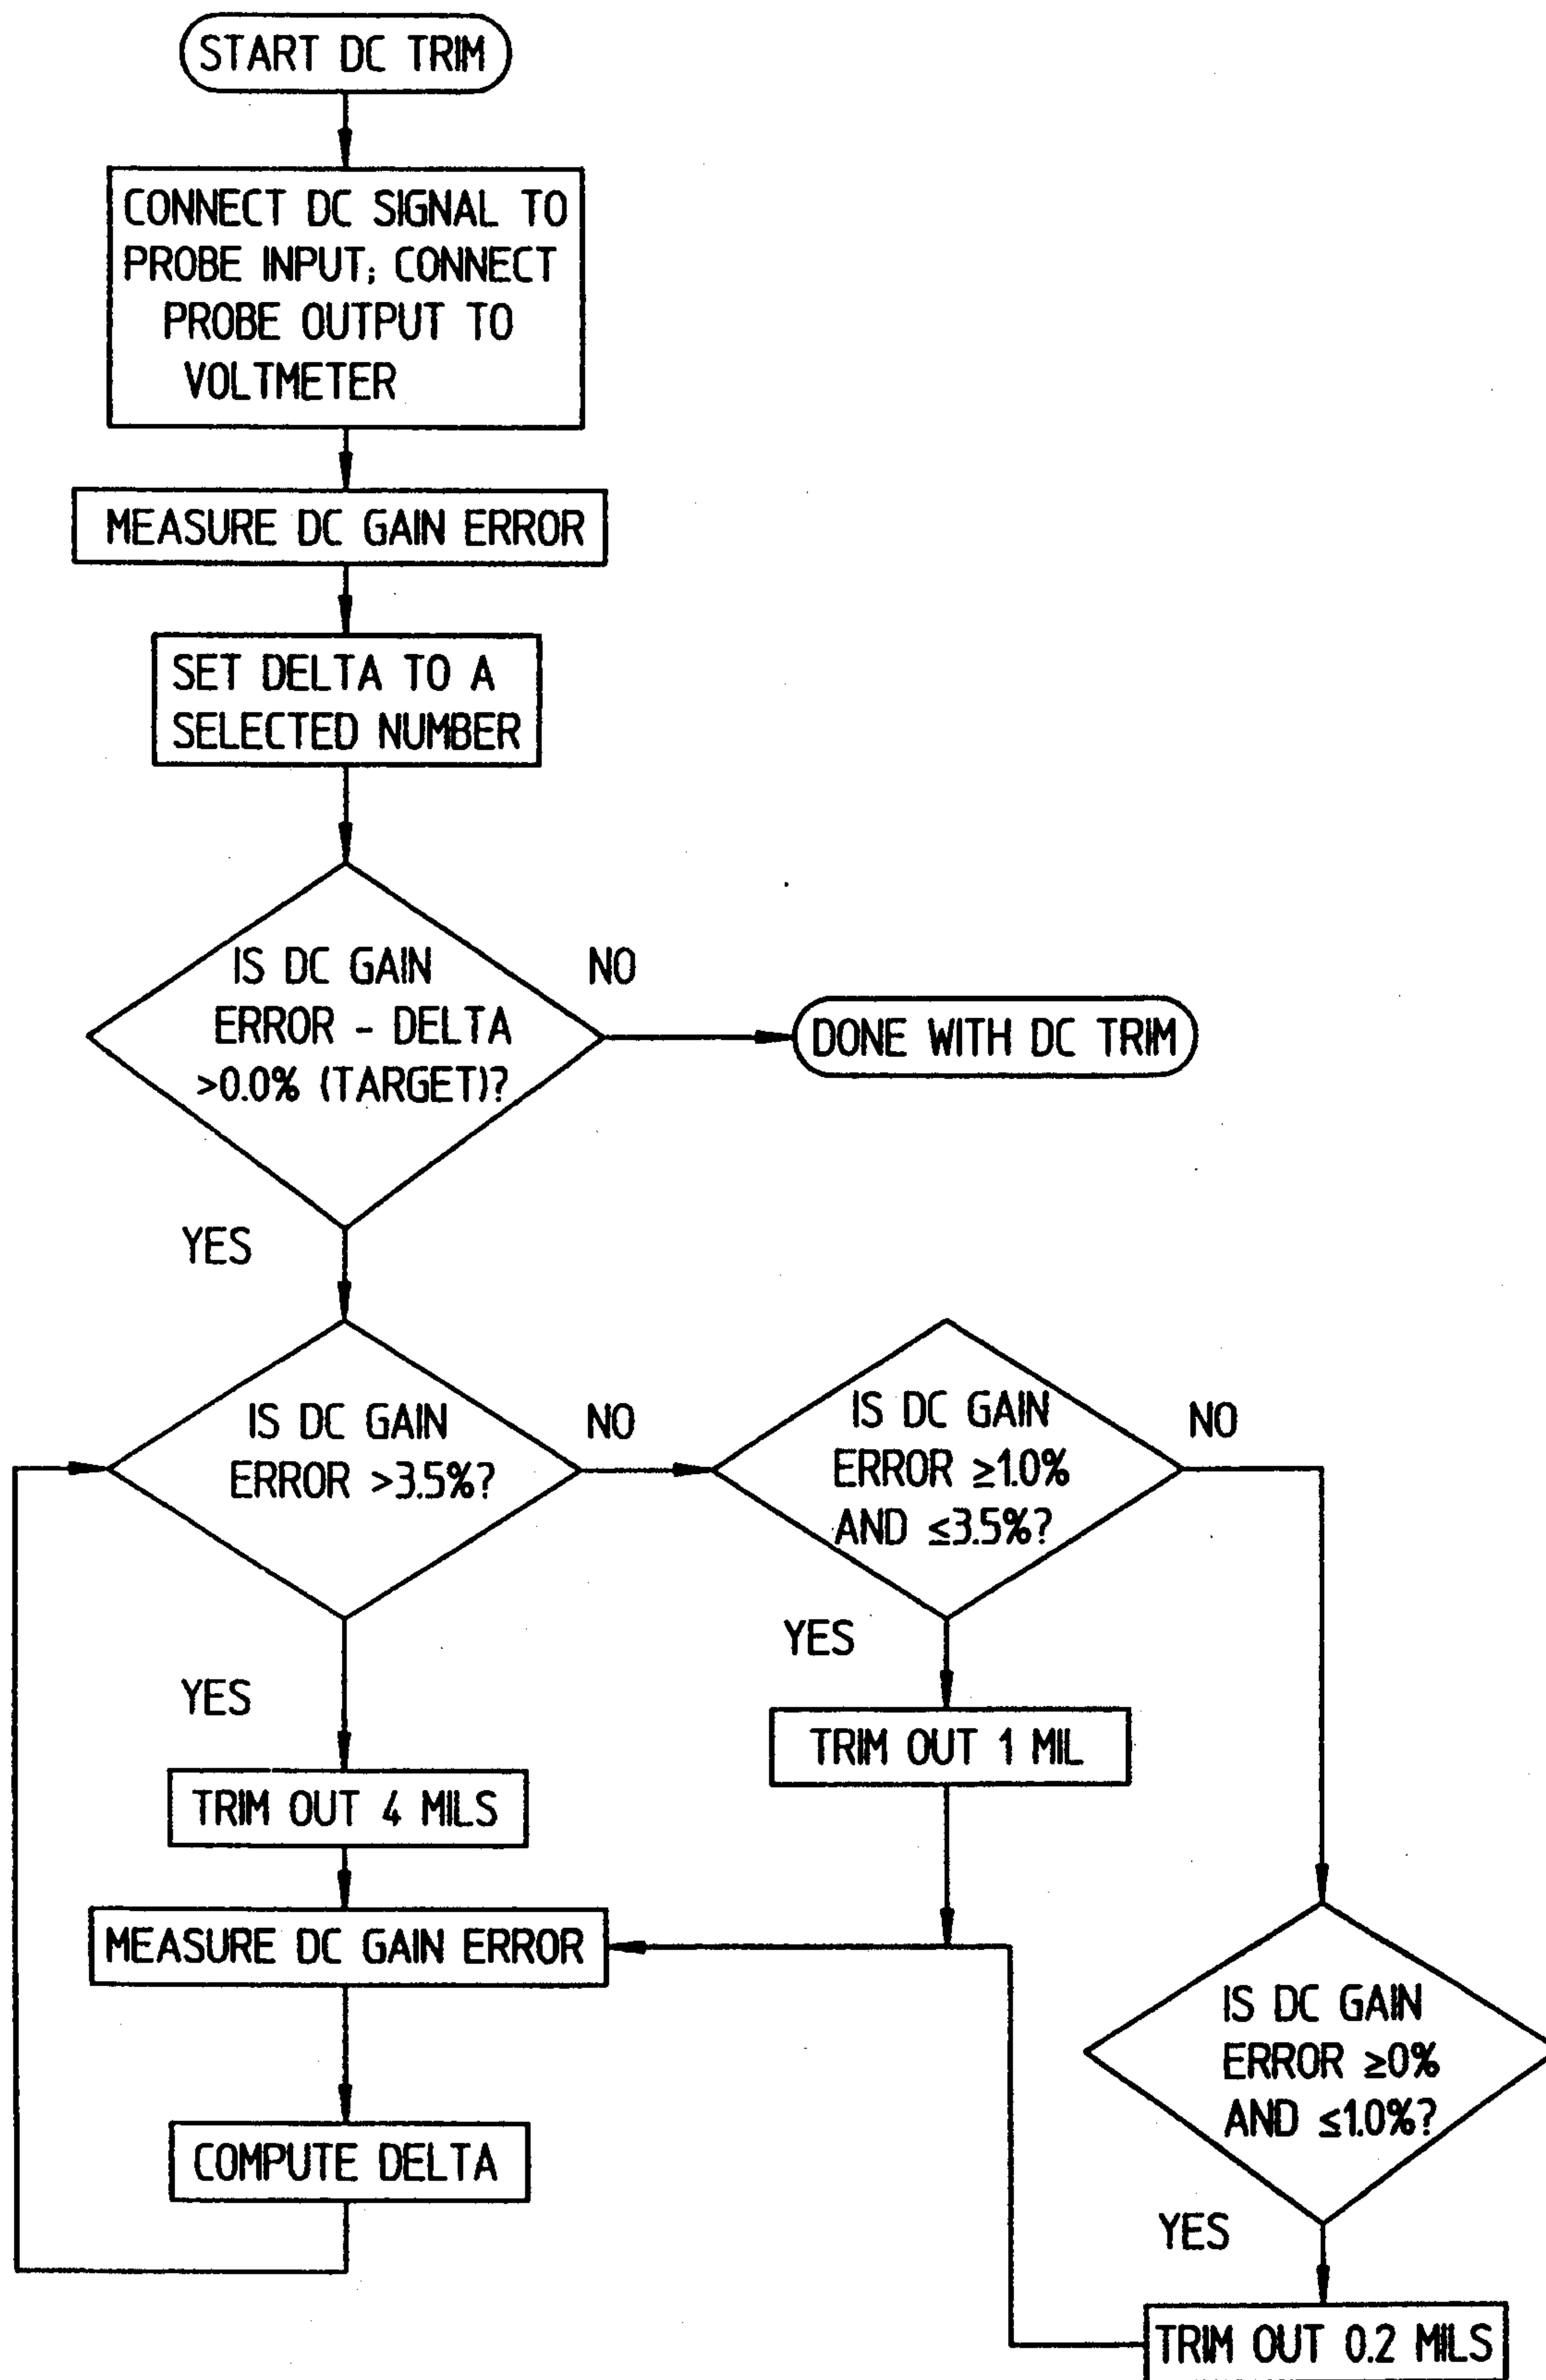 START DC TRIM
CONNECT DC SIGNAL TO
PROBE INPUT; CONNECT
PROBE OUTPUT TO
VOLTMETER
MEASURE DC GAIN ERROR
SET DELTA TO A
SELECTED NUMBER
IS DC GAIN
ERROR - DELTA
>0.0% (TARGET)?
NO
DONE WITH DC TRIM
YES
IS DC GAIN
ERROR >3.5%?
NO
IS DC GAIN
ERROR ≥1.0%
AND ≤3.5%?
NO
YES
TRIM OUT 4 MILS
YES
TRIM OUT 1 MIL
MEASURE DC GAIN ERROR
COMPUTE DELTA
IS DC GAIN
ERROR ≥0%
AND ≤1.0%?
YES
TRIM OUT 0.2 MILS